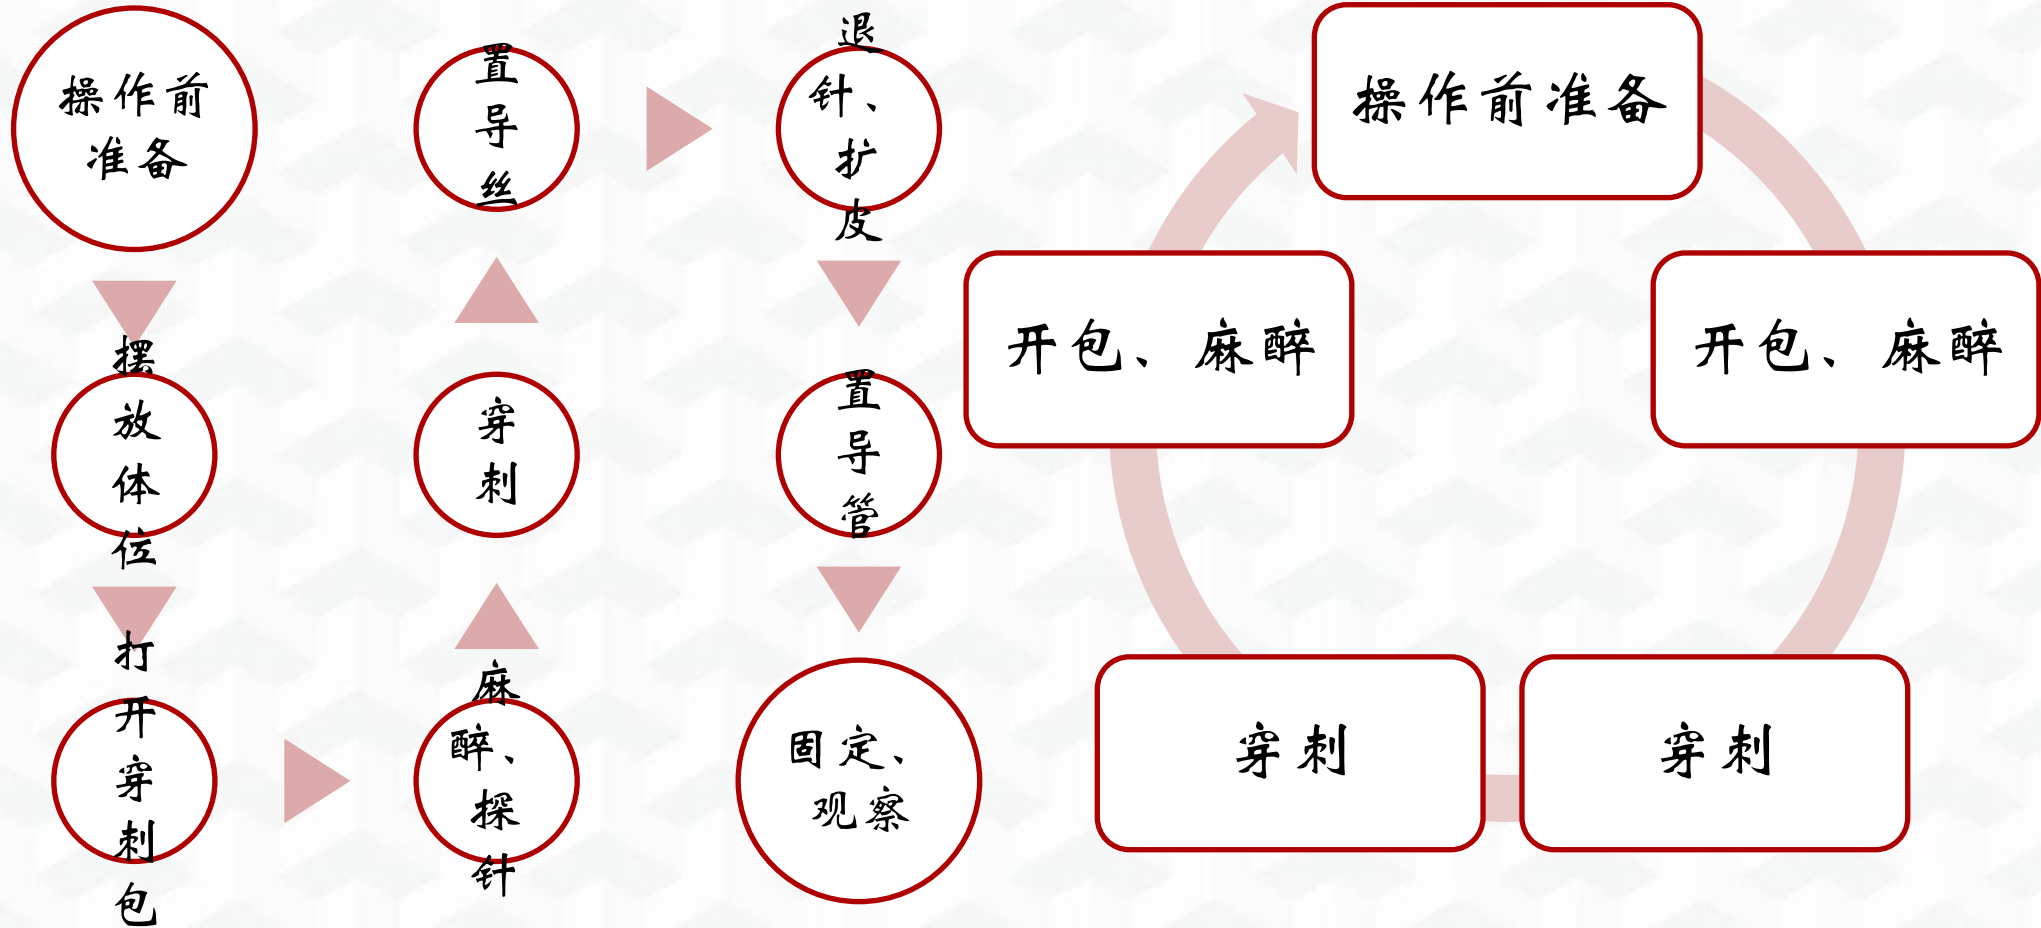 操作前
准备
摆
放
体
位
打
开
穿
刺
包
麻
醉、
探
针
穿
刺
置
导
丝
退
针、
扩
皮
置
导
管
固定、
观察
操作前准备
开包、麻醉
穿刺
穿刺
开包、麻醉